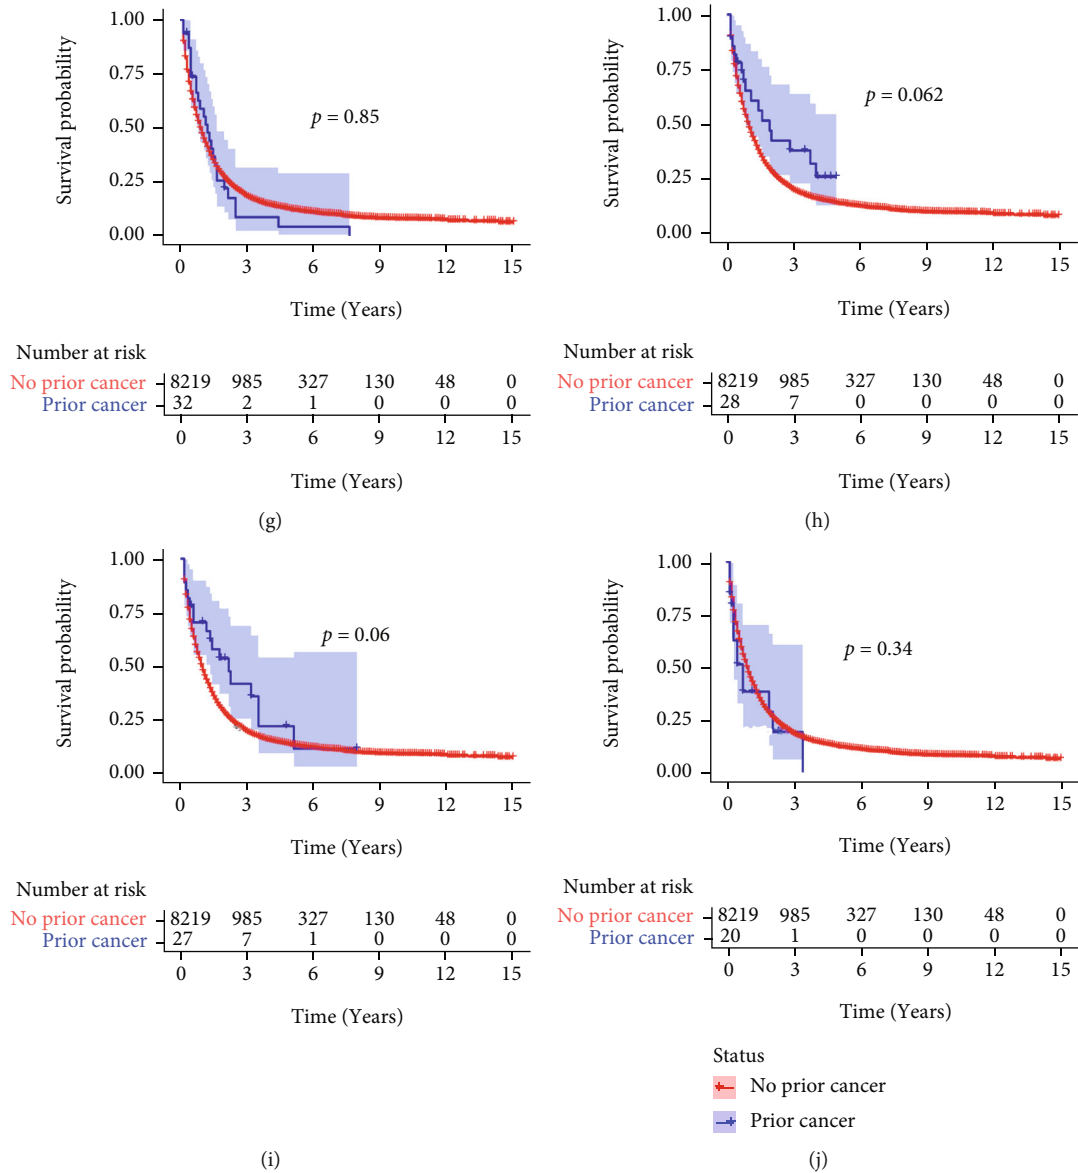 Survival probability
1.00
0.75
0.50
0.25
0.00
p = 0.85
0 3 6 9 12 15
Time (Years)
Number at risk
No prior cancer 8219 985 327 130 48 0
Prior cancer 32 2 1 0 0 0
0 3 6 9 12 15
Time (Years)
(g)
Survival probability
1.00
0.75
0.50
0.25
0.00
p = 0.062
0 3 6 9 12 15
Time (Years)
Number at risk
No prior cancer 8219 985 327 130 48 0
Prior cancer 28 7 0 0 0 0
0 3 6 9 12 15
Time (Years)
(h)
Survival probability
1.00
0.75
0.50
0.25
0.00
p = 0.06
0 3 6 9 12 15
Time (Years)
Number at risk
No prior cancer 8219 985 327 130 48 0
Prior cancer 27 7 1 0 0 0
0 3 6 9 12 15
Time (Years)
(i)
Survival probability
1.00
0.75
0.50
0.25
0.00
p = 0.34
0 3 6 9 12 15
Time (Years)
Number at risk
No prior cancer 8219 985 327 130 48 0
Prior cancer 20 1 0 0 0 0
0 3 6 9 12 15
Time (Years)
Status
No prior cancer
Prior cancer
(j)